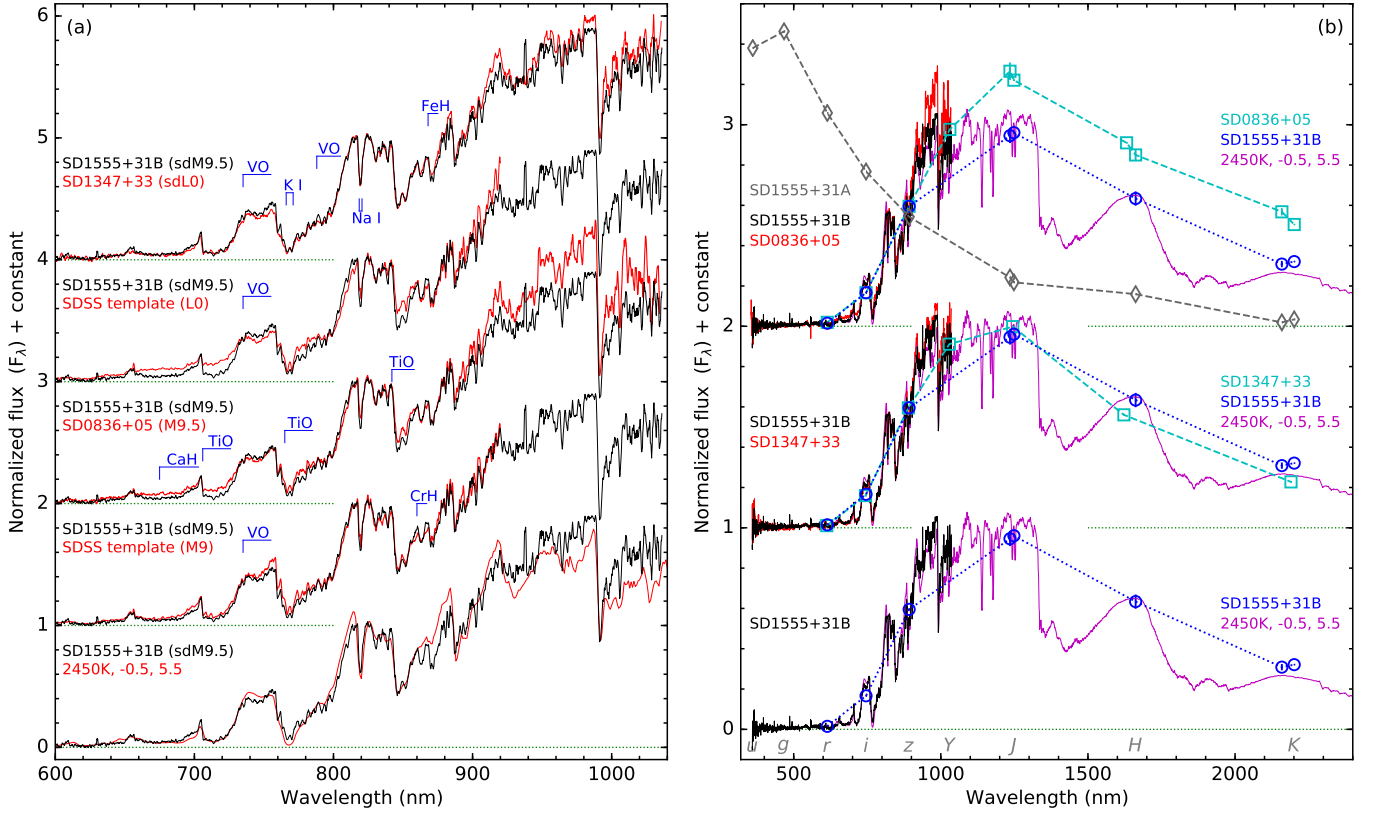 (a)
6
5
4
3
2
1
0
Normalized flux (Fλ) + constant
FeH
VO
VO
K I
Na I
SD1555+31B (sdM9.5)
SD1347+33 (sdL0)
SD1555+31B (sdM9.5)
SDSS template (L0)
VO
TiO
SD1555+31B (sdM9.5)
SD0836+05 (M9.5)
TiO
TiO
CaH
CrH
SD1555+31B (sdM9.5)
SDSS template (M9)
VO
SD1555+31B (sdM9.5)
2450K, -0.5, 5.5
600 700 800 900 1000
Wavelength (nm)
(b)
3
2
1
0
Normalized flux (Fλ) + constant
SD0836+05
SD1555+31B
2450K, -0.5, 5.5
SD1555+31A
SD1555+31B
SD0836+05
SD1347+33
SD1555+31B
2450K, -0.5, 5.5
SD1555+31B
SD1347+33
SD1555+31B
2450K, -0.5, 5.5
SD1555+31B
u g r i z Y J H K
500 1000 1500 2000
Wavelength (nm)